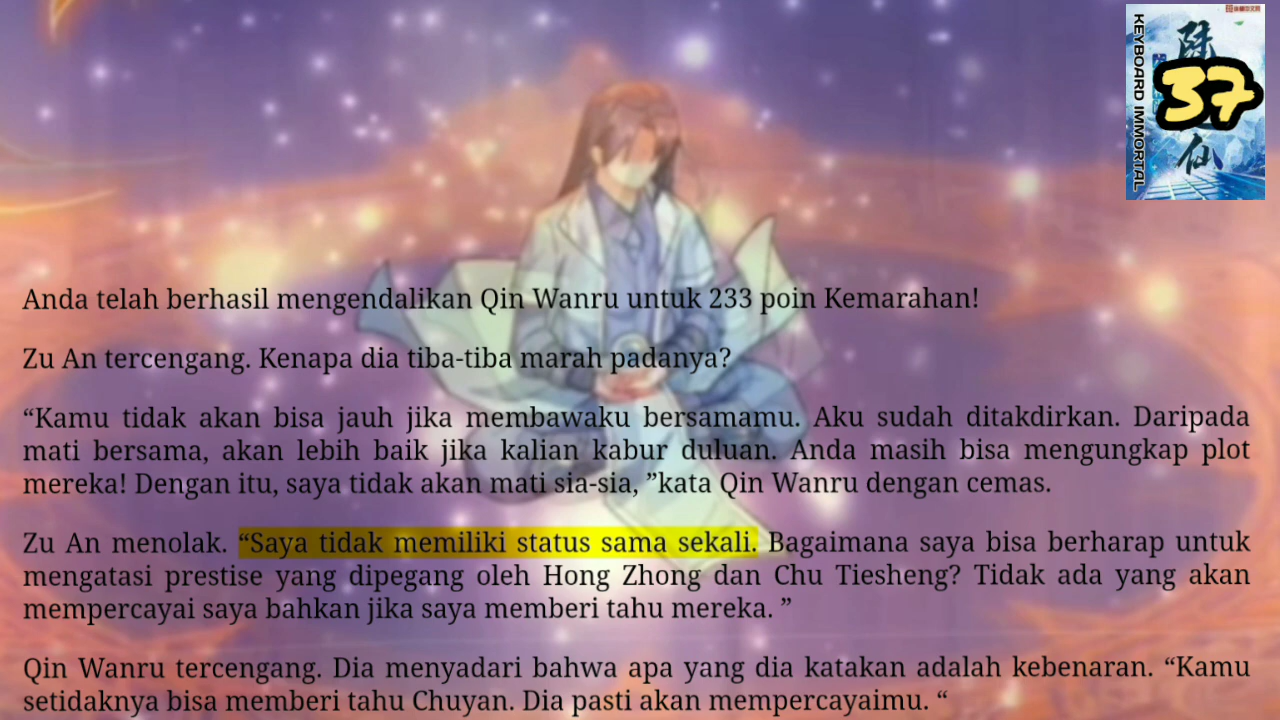 KEYBOARD IMMORTAL
37
仙
Anda telah berhasil mengendalikan Qin Wanru untuk 233 poin Kemarahan!
Zu An tercengang. Kenapa dia tiba-tiba marah padanya?
“Kamu tidak akan bisa jauh jika membawaku bersamamu. Aku sudah ditakdirkan. Daripada
mati bersama, akan lebih baik jika kalian kabur duluan. Anda masih bisa mengungkap plot
mereka! Dengan itu, saya tidak akan mati sia-sia, ”kata Qin Wanru dengan cemas.
Zu An menolak. “Saya tidak memiliki status sama sekali. Bagaimana saya bisa berharap untuk
mengatasi prestise yang dipegang oleh Hong Zhong dan Chu Tiesheng? Tidak ada yang akan
mempercayai saya bahkan jika saya memberi tahu mereka. ”
Qin Wanru tercengang. Dia menyadari bahwa apa yang dia katakan adalah kebenaran. “Kamu
setidaknya bisa memberi tahu Chuyan. Dia pasti akan mempercayaimu. “